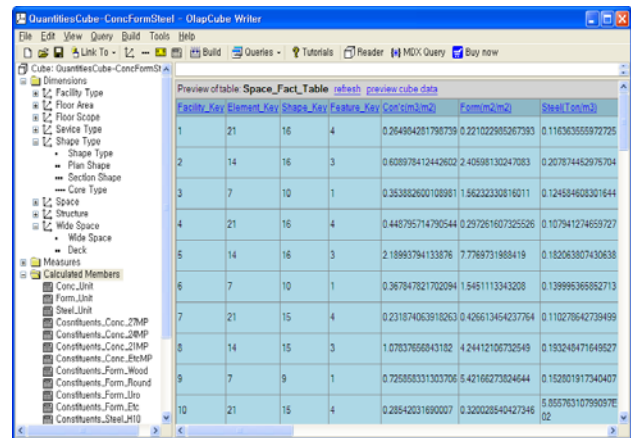 QuantitiesCube-ConcFormSteel - OlapCube Writer
File Edit View Query Build Tools Help
Link To Build Queries Tutorials Reader MDX Query Buy now
Cube: QuantitiesCube-ConcFormSt
Dimensions
Facility Type
Floor Area
Floor Scope
Sevice Type
Shape Type
Shape Type
Plan Shape
Section Shape
Core Type
Space
Structure
Wide Space
Wide Space
Deck
Measures
Calculated Members
Conc_Unit
Form_Unit
Steel_Unit
Cosntituents_Conc_27MP
Constituents_Conc_24MP
Constituents_Conc_21MP
Constituents_Conc_EtcMP
Constituents_Form_Wood
Constituents_Form_Round
Constituents_Form_Uro
Constituents_Form_Etc
Constituents_Steel_H10
Preview of table: Space_Fact_Table refresh preview cube data
Facility_Key Element_Key Shape_Key Feature_Key Con'c(m3/m2) Form(m2/m2) Steel(Ton/m3)
1 21 16 4 0.264984281798739 0.221022985267393 0.116363555972725
2 14 16 3 0.608978412442602 2.40598130247083 0.207874452975704
3 7 10 1 0.353882600108981 1.56232330816011 0.124584608301644
4 21 16 4 0.448795714790544 0.297261607325526 0.107941274659727
5 14 16 3 2.18993794133876 7.7769731988419 0.182063807430638
6 7 10 1 0.367847821702094 1.5451113343208 0.139995365852713
7 21 15 4 0.231874063918263 0.426613454237764 0.110278642739499
8 14 15 3 1.07837656843182 4.24412106732549 0.193248471649527
9 7 9 1 0.725858331303706 5.42166273824644 0.152801917340407
10 21 15 4 0.28542031690007 0.320028540427346 5.85576310799097E
02